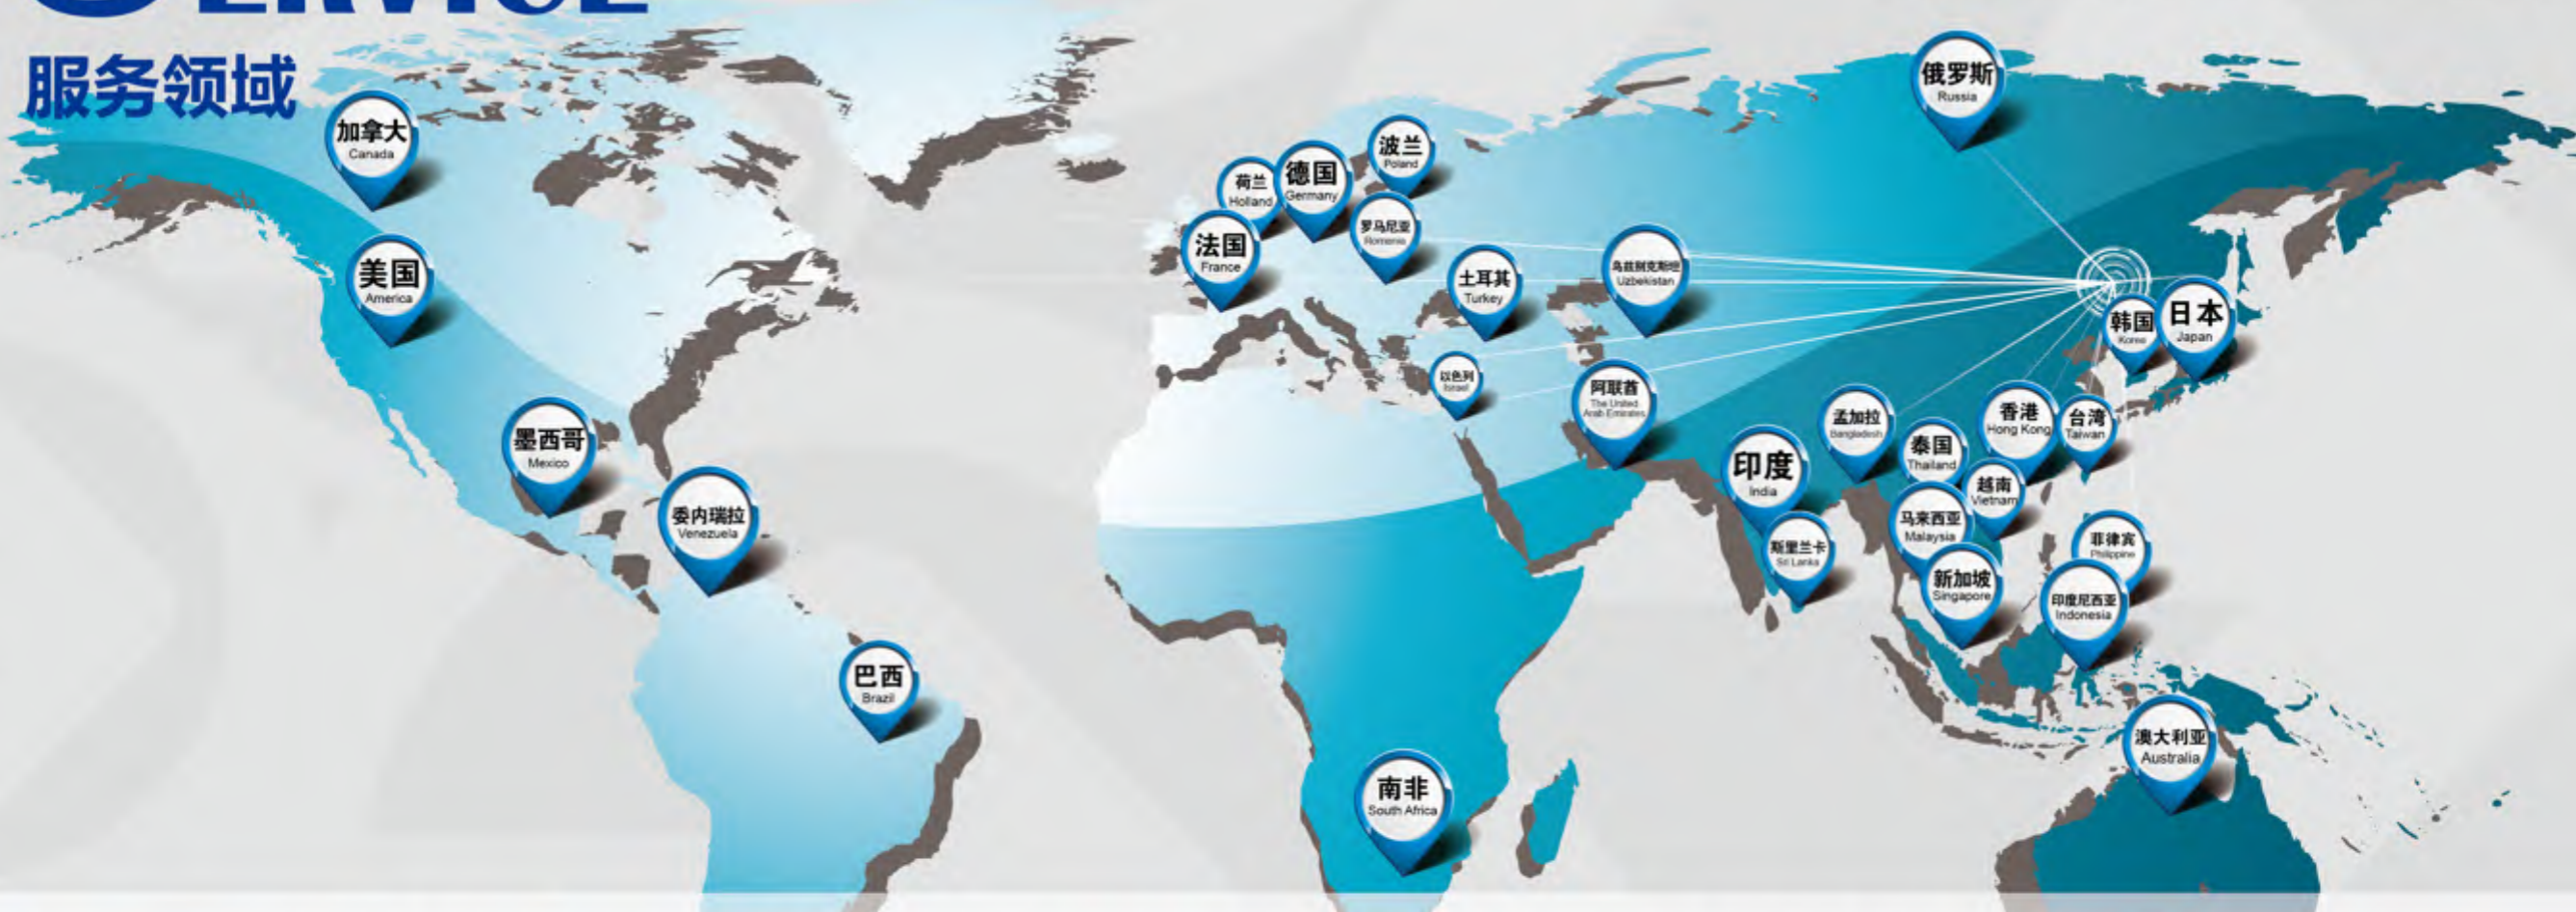 SERVICE
服务领域
加拿大
Canada
美国
America
墨西哥
Mexico
委内瑞拉
Venezuela
巴西
Brazil
荷兰
Holland
德国
Germany
波兰
Poland
法国
France
罗马尼亚
Romenia
土耳其
Turkey
以色列
Israel
乌兹别克斯坦
Uzbekistan
阿联酋
The United
Arab Emirates
南非
South Africa
俄罗斯
Russia
韩国
Korea
日本
Japan
印度
India
斯里兰卡
Sri Lanka
孟加拉
Bangladesh
泰国
Thailand
香港
Hong Kong
台湾
Taiwan
越南
Vietnam
马来西亚
Malaysia
新加坡
Singapore
菲律宾
Philippine
印度尼西亚
Indonesia
澳大利亚
Australia